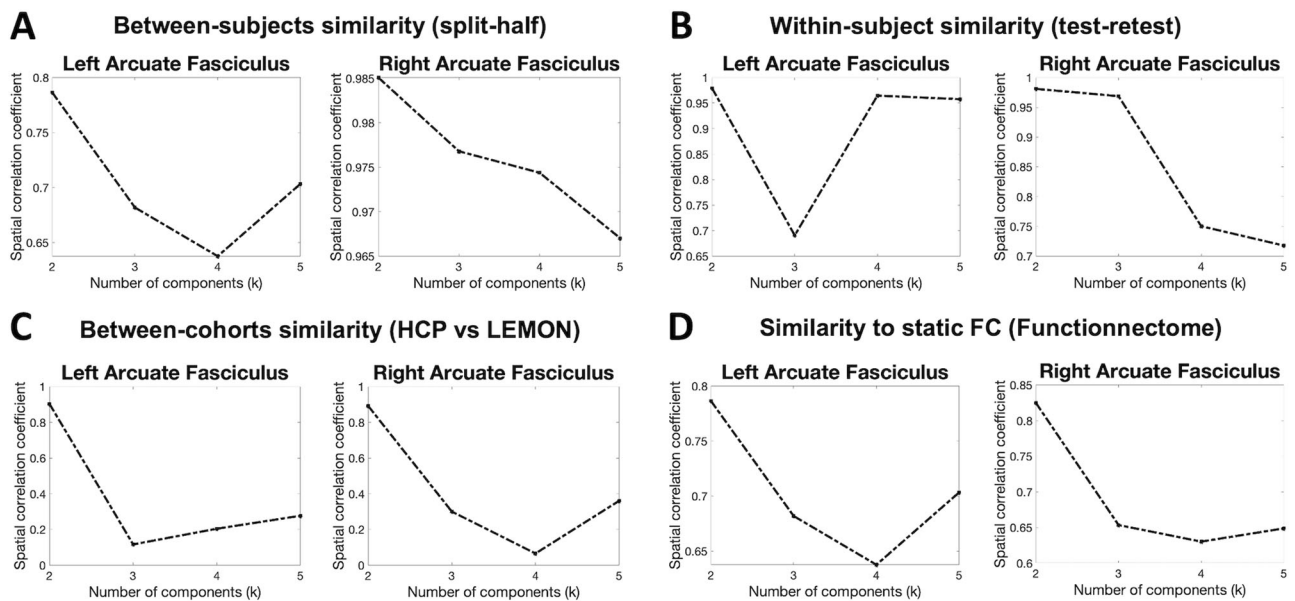 A
Between-subjects similarity (split-half)
Left Arcuate Fasciculus
Spatial correlation coefficient
0.8
0.75
0.7
0.65
2
3
4
5
Number of components (k)
Right Arcuate Fasciculus
Spatial correlation coefficient
0.985
0.98
0.975
0.97
0.965
2
3
4
5
Number of components (k)
B
Within-subject similarity (test-retest)
Left Arcuate Fasciculus
Spatial correlation coefficient
1
0.95
0.9
0.85
0.8
0.75
0.7
0.65
2
3
4
5
Number of components (k)
Right Arcuate Fasciculus
Spatial correlation coefficient
1
0.95
0.9
0.85
0.8
0.75
0.7
2
3
4
5
Number of components (k)
C
Between-cohorts similarity (HCP vs LEMON)
Left Arcuate Fasciculus
Spatial correlation coefficient
1
0.8
0.6
0.4
0.2
0
2
3
4
5
Number of components (k)
Right Arcuate Fasciculus
Spatial correlation coefficient
1
0.8
0.6
0.4
0.2
0
2
3
4
5
Number of components (k)
D
Similarity to static FC (Functionnectome)
Left Arcuate Fasciculus
Spatial correlation coefficient
0.8
0.75
0.7
0.65
2
3
4
5
Number of components (k)
Right Arcuate Fasciculus
Spatial correlation coefficient
0.85
0.8
0.75
0.7
0.65
0.6
2
3
4
5
Number of components (k)